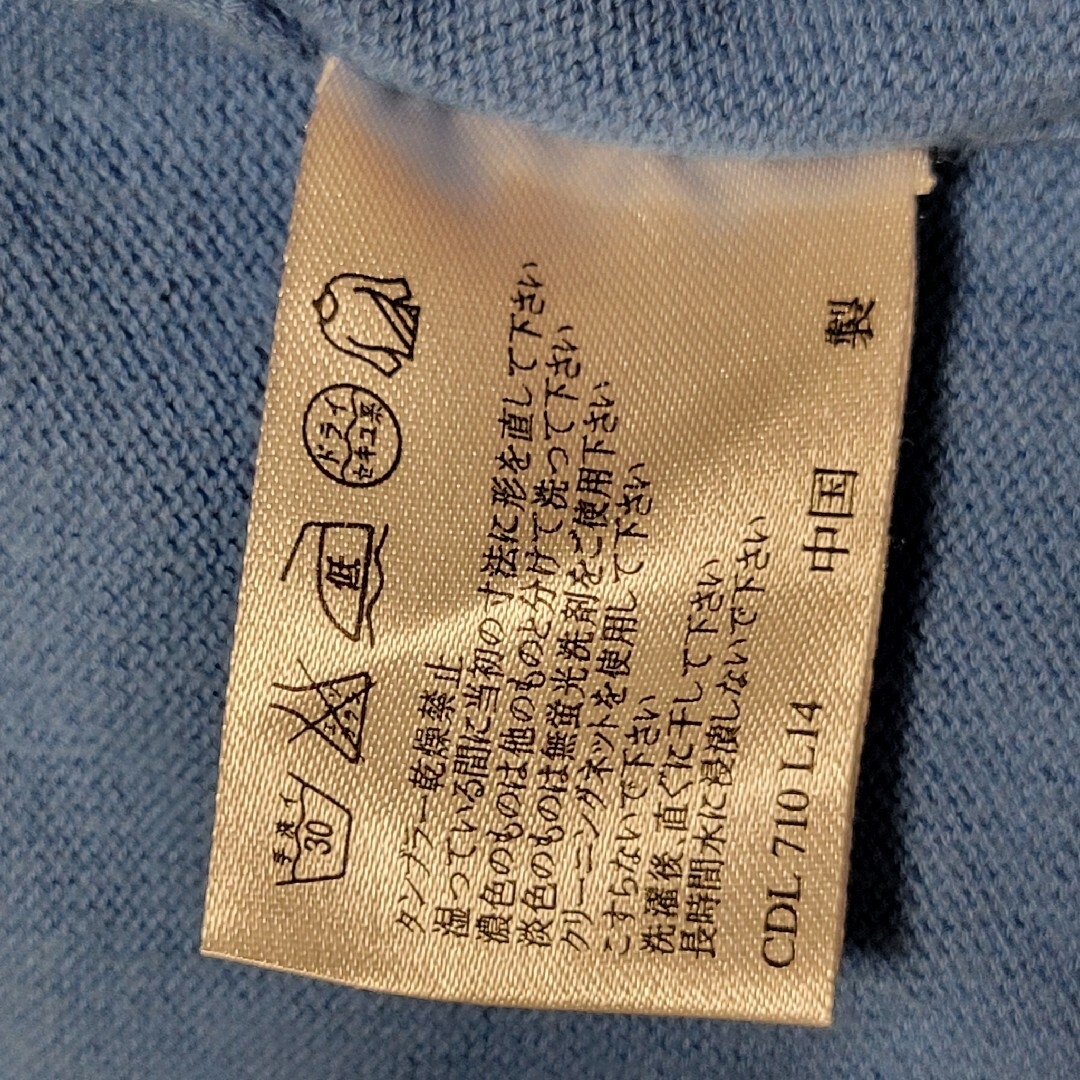 手洗イ
30
低
ドライ
セキユ系
タンブラー乾燥禁止
湿っている間に当初の寸法に形を直して下さい
濃色のものは他のものと分けて洗って下さい
淡色のものは無蛍光洗剤をご使用下さい
クリーニングネットを使用して下さい
こすらないで下さい
洗濯後、直ぐに干して下さい
長時間水に浸漬しないで下さい
CDL 710 L14 中国 製